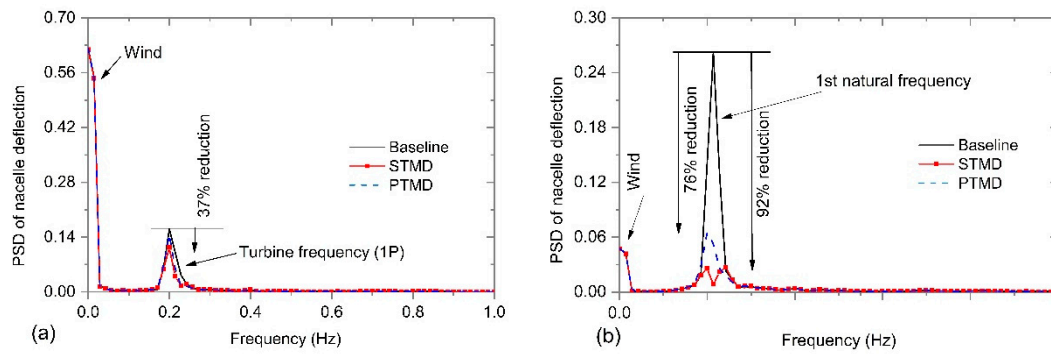 0.70
0.56
0.42
0.28
0.14
0.00
PSD of nacelle deflection
Wind
37% reduction
Baseline
STMD
PTMD
Turbine frequency (1P)
0.0 0.2 0.4 0.6 0.8 1.0
(a)
Frequency (Hz)
0.30
0.24
0.18
0.12
0.06
0.00
PSD of nacelle deflection
Wind
76% reduction
92% reduction
1st natural frequency
Baseline
STMD
PTMD
(b)
Frequency (Hz)